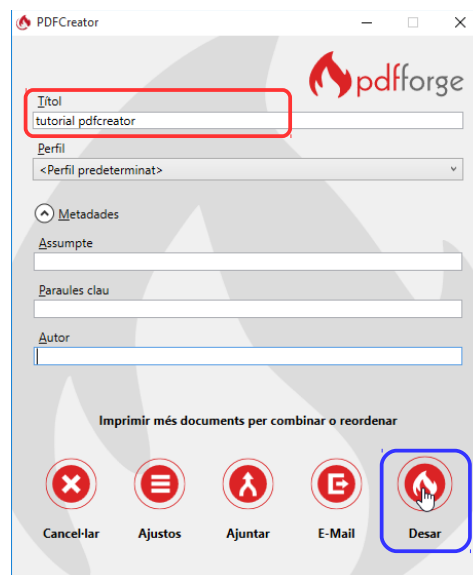 PDFCreator
pdfforge
Títol
tutorial pdfcreator
Perfil
<Perfil predeterminat>
Metadades
Assumpte
Paraules clau
Autor
Imprimir més documents per combinar o reordenar
Cancel·lar Ajustos Ajuntar E-Mail Desar